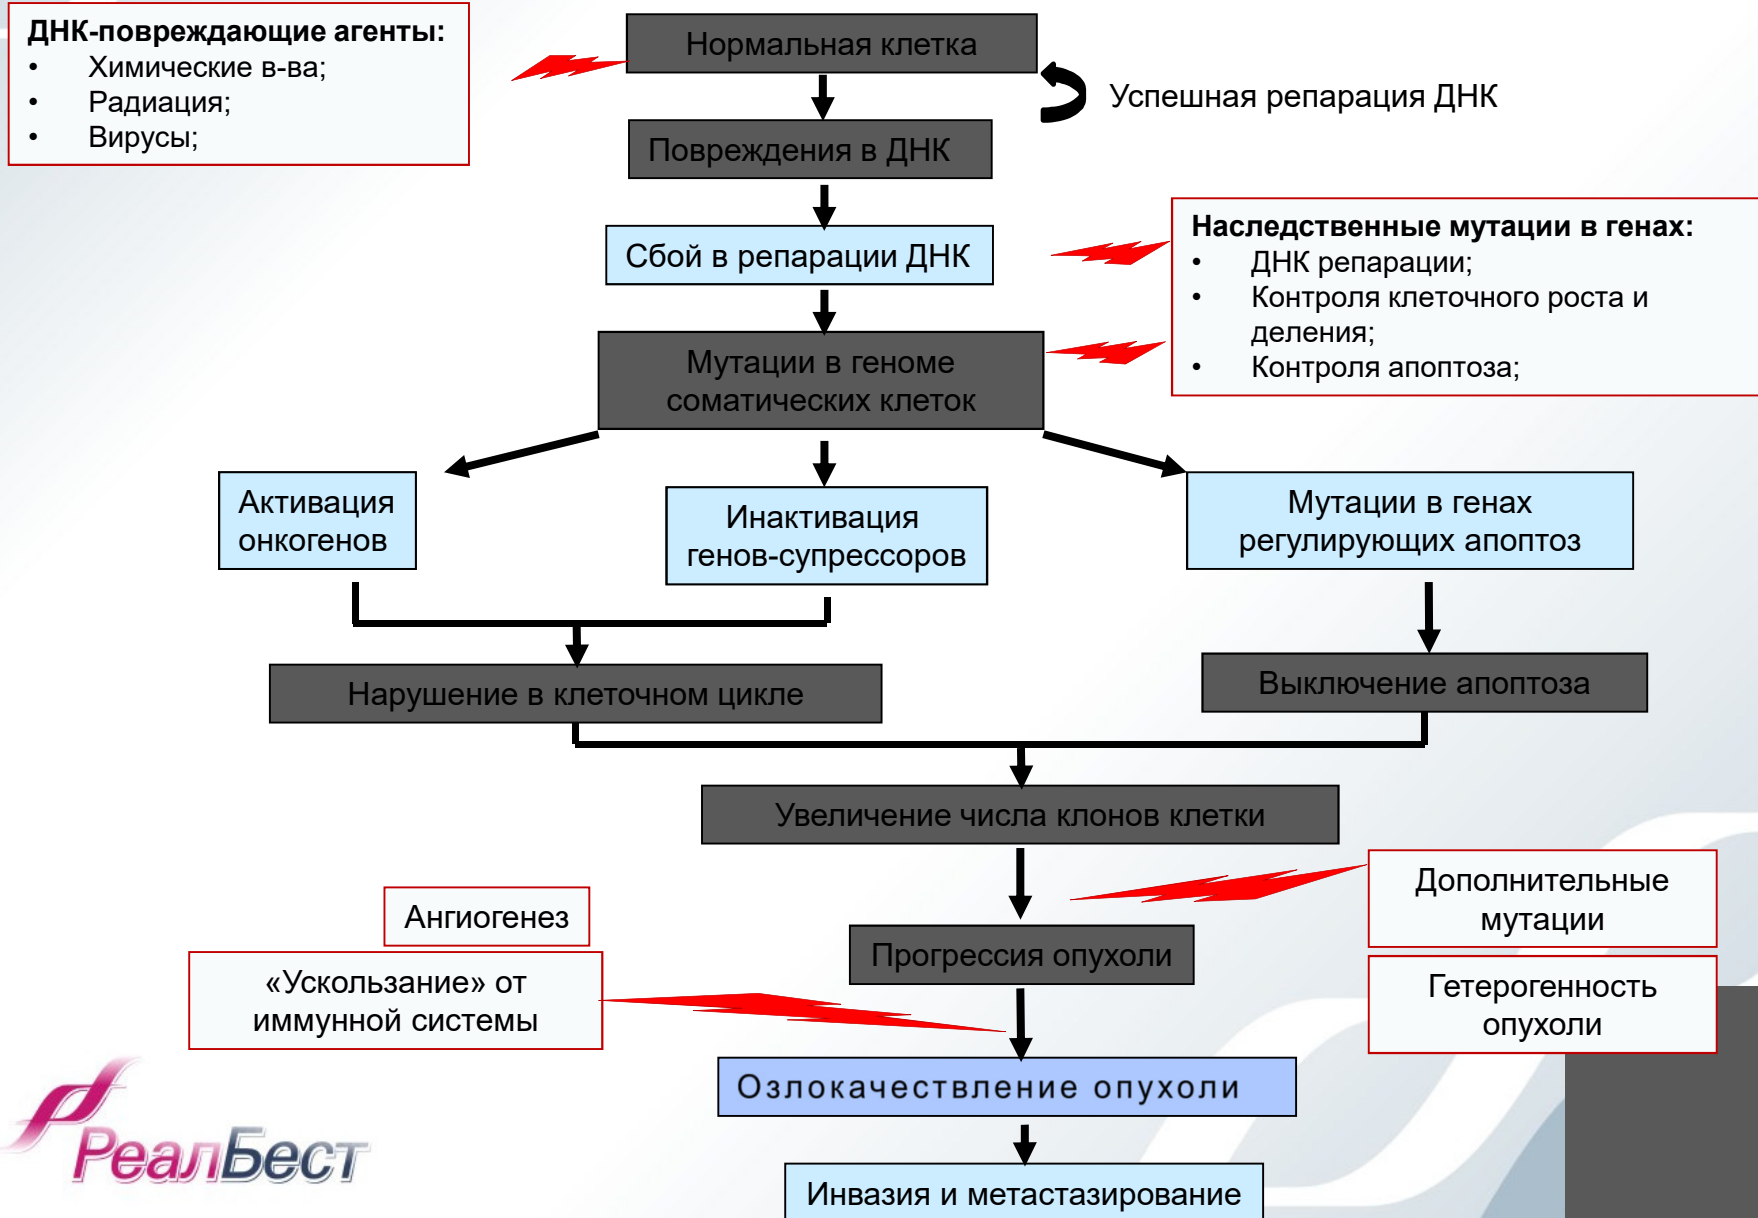 ДНК-повреждающие агенты:
• Химические в-ва;
• Радиация;
• Вирусы;
Нормальная клетка
Успешная репарация ДНК
Повреждения в ДНК
Сбой в репарации ДНК
Наследственные мутации в генах:
• ДНК репарации;
• Контроля клеточного роста и
деления;
• Контроля апоптоза;
Мутации в геноме
соматических клеток
Активация
онкогенов
Инактивация
генов-супрессоров
Мутации в генах
регулирующих апоптоз
Нарушение в клеточном цикле
Выключение апоптоза
Увеличение числа клонов клетки
Дополнительные
мутации
Ангиогенез
Прогрессия опухоли
«Ускользание» от
иммунной системы
Гетерогенность
опухоли
Озлокачествление опухоли
РеалБест
Инвазия и метастазирование